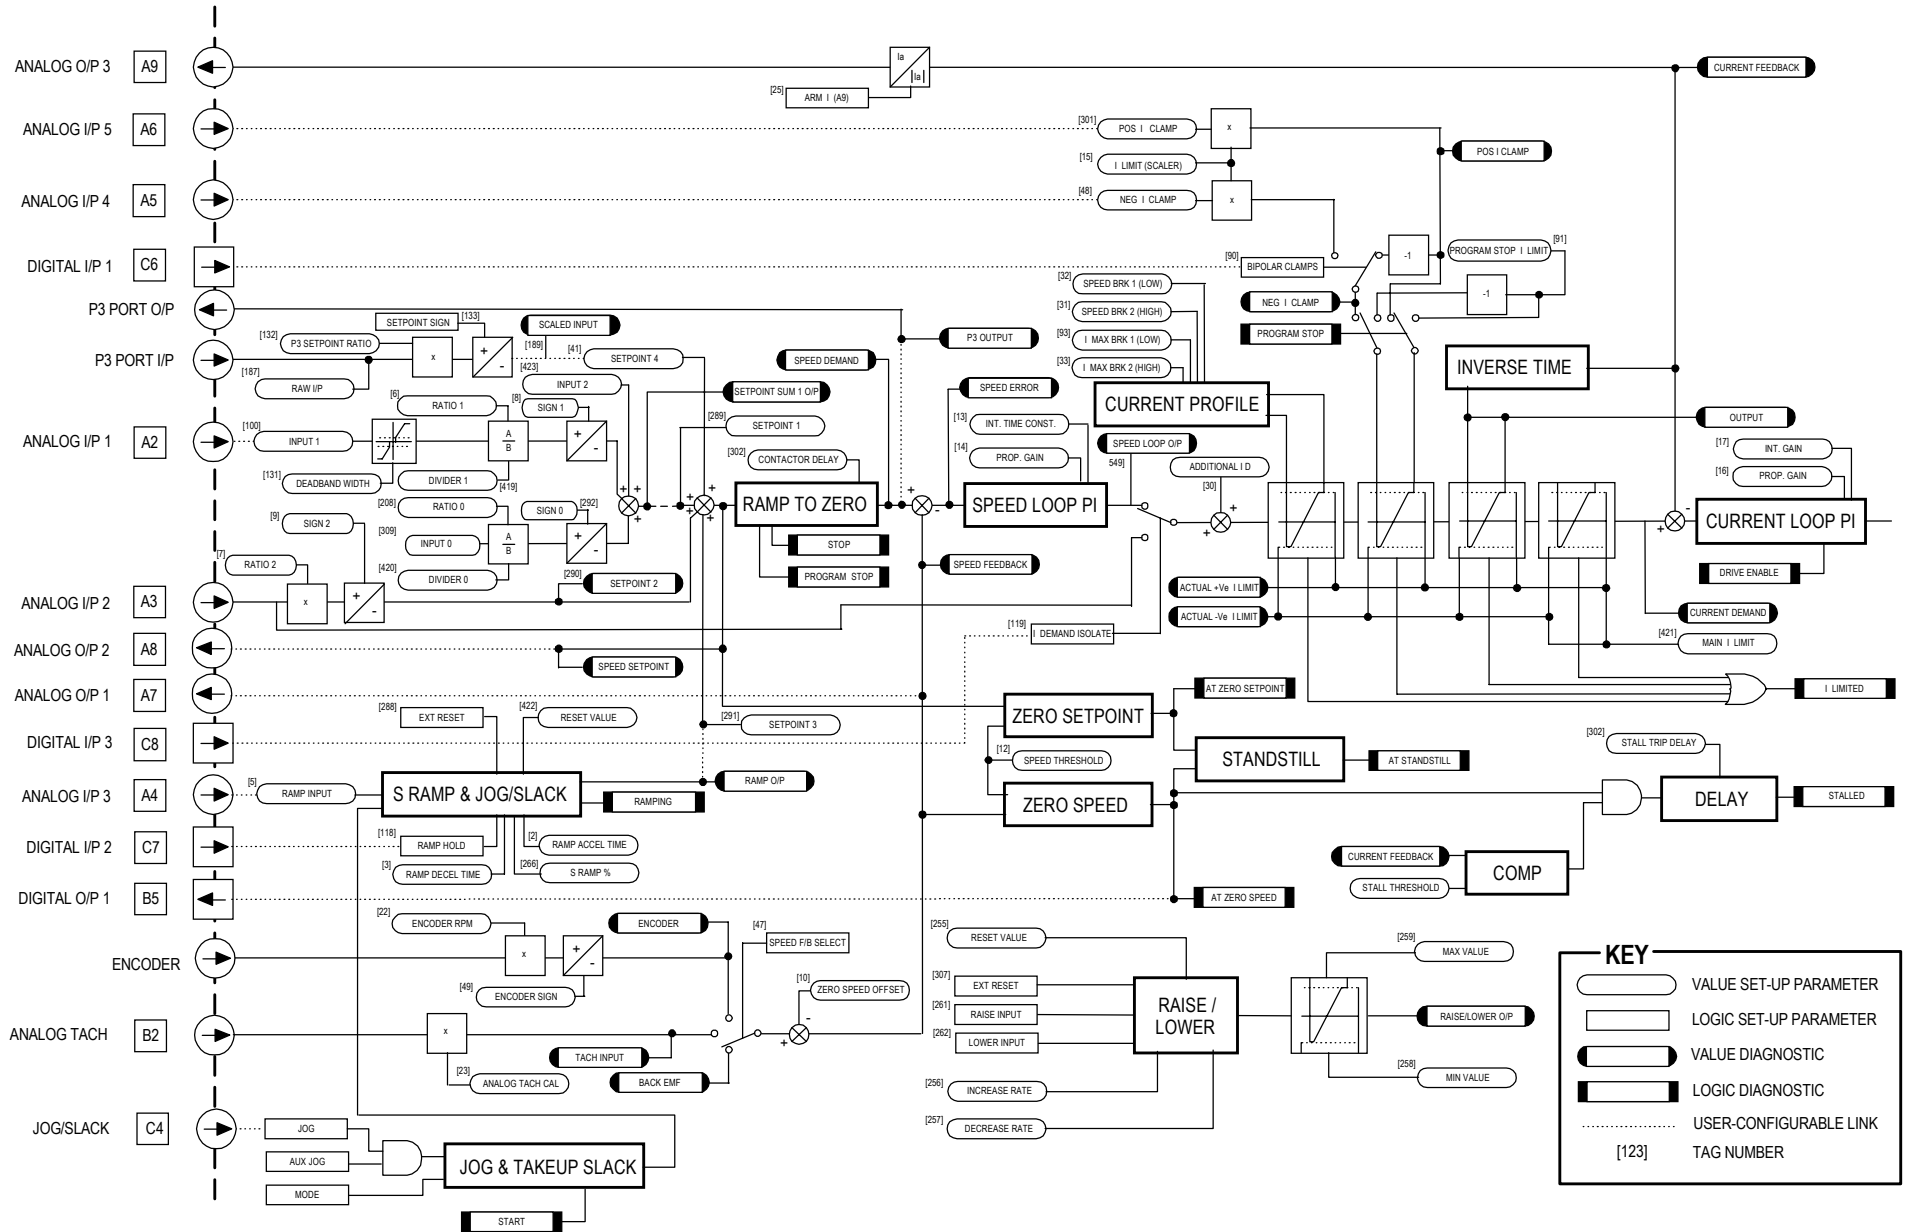 ANALOG O/P 3
A9
Ia
|Ia|
CURRENT FEEDBACK
[25]
ARM I (A9)
ANALOG I/P 5
A6
[301]
POS I CLAMP
x
POS I CLAMP
[15]
I LIMIT (SCALER)
ANALOG I/P 4
A5
[48]
NEG I CLAMP
x
DIGITAL I/P 1
C6
[90]
BIPOLAR CLAMPS
-1
PROGRAM STOP I LIMIT
[91]
-1
[32]
SPEED BRK 1 (LOW)
NEG I CLAMP
[31]
SPEED BRK 2 (HIGH)
PROGRAM STOP
[93]
I MAX BRK 1 (LOW)
[33]
I MAX BRK 2 (HIGH)
CURRENT PROFILE
INVERSE TIME
P3 PORT O/P
P3 PORT I/P
[132]
P3 SETPOINT RATIO
SETPOINT SIGN
[133]
x
+
-
SCALED INPUT
[189]
[41]
SETPOINT 4
[187]
RAW I/P
SPEED DEMAND
P3 OUTPUT
[423]
INPUT 2
[6]
RATIO 1
[8]
SIGN 1
SETPOINT SUM 1 O/P
SPEED ERROR
[289]
SETPOINT 1
[13]
INT. TIME CONST.
OUTPUT
ANALOG I/P 1
A2
[100]
INPUT 1
A
B
+
-
[302]
CONTACTOR DELAY
[14]
PROP. GAIN
SPEED LOOP O/P
549]
[17]
INT. GAIN
[16]
PROP. GAIN
[131]
DEADBAND WIDTH
DIVIDER 1
[419]
ADDITIONAL I D
[30]
[208]
RATIO 0
SIGN 0
[292]
+
+
+
+
+
+
+
RAMP TO ZERO
+
-
SPEED LOOP PI
+
+
+
-
CURRENT LOOP PI
[9]
SIGN 2
[309]
INPUT 0
A
B
+
-
STOP
PROGRAM STOP
SPEED FEEDBACK
DRIVE ENABLE
[7]
RATIO 2
[420]
DIVIDER 0
[290]
SETPOINT 2
ACTUAL +Ve I LIMIT
ACTUAL -Ve I LIMIT
CURRENT DEMAND
ANALOG I/P 2
A3
x
+
-
[119]
I DEMAND ISOLATE
[421]
MAIN I LIMIT
ANALOG O/P 2
A8
SPEED SETPOINT
ANALOG O/P 1
A7
AT ZERO SETPOINT
I LIMITED
[288]
EXT RESET
[422]
RESET VALUE
[291]
SETPOINT 3
ZERO SETPOINT
DIGITAL I/P 3
C8
[12]
SPEED THRESHOLD
STANDSTILL
AT STANDSTILL
[302]
STALL TRIP DELAY
ANALOG I/P 3
A4
[5]
RAMP INPUT
S RAMP & JOG/SLACK
RAMP O/P
RAMPING
ZERO SPEED
DELAY
STALLED
DIGITAL I/P 2
C7
[118]
RAMP HOLD
[2]
RAMP ACCEL TIME
[3]
RAMP DECEL TIME
[266]
S RAMP %
CURRENT FEEDBACK
STALL THRESHOLD
COMP
DIGITAL O/P 1
B5
AT ZERO SPEED
[22]
ENCODER RPM
ENCODER
[47]
SPEED F/B SELECT
ENCODER
x
+
-
[49]
ENCODER SIGN
[10]
ZERO SPEED OFFSET
-
+
ANALOG TACH
B2
x
TACH INPUT
[23]
ANALOG TACH CAL
BACK EMF
[255]
RESET VALUE
[307]
EXT RESET
[261]
RAISE INPUT
[262]
LOWER INPUT
[256]
INCREASE RATE
[257]
DECREASE RATE
RAISE /
LOWER
[259]
MAX VALUE
RAISE/LOWER O/P
[258]
MIN VALUE
JOG/SLACK
C4
JOG
AUX JOG
MODE
JOG & TAKEUP SLACK
START
KEY
VALUE SET-UP PARAMETER
LOGIC SET-UP PARAMETER
VALUE DIAGNOSTIC
LOGIC DIAGNOSTIC
USER-CONFIGURABLE LINK
[123]
TAG NUMBER